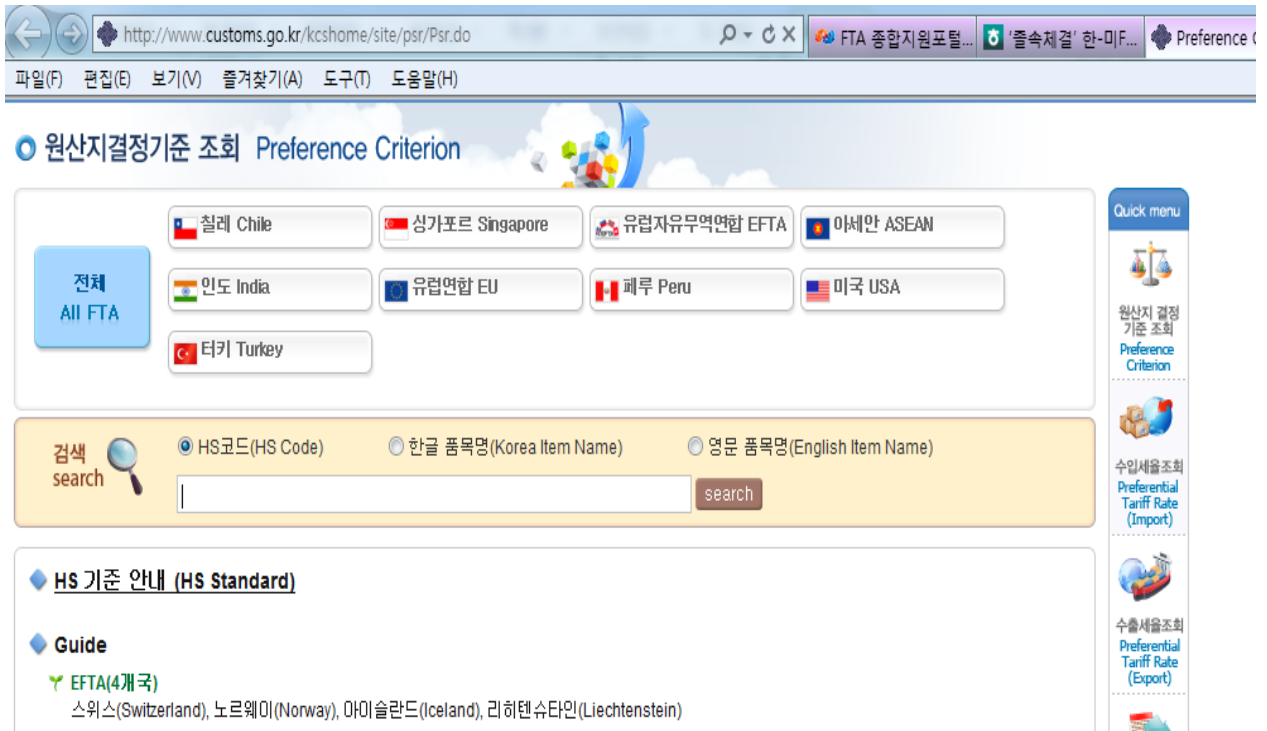 http://www.customs.go.kr/kcshome/site/psr/Psr.do
FTA 종합지원포털...
'졸속체결' 한-미F...
Preference
파일(F) 편집(E) 보기(V) 즐겨찾기(A) 도구(T) 도움말(H)
원산지결정기준 조회 Preference Criterion
전체
All FTA
칠레 Chile
싱가포르 Singapore
유럽자유무역연합 EFTA
아세안 ASEAN
인도 India
유럽연합 EU
페루 Peru
미국 USA
터키 Turkey
검색
search
HS코드(HS Code)
한글 품목명(Korea Item Name)
영문 품목명(English Item Name)
search
HS 기준 안내 (HS Standard)
Guide
EFTA(4개국)
스위스(Switzerland), 노르웨이(Norway), 아이슬란드(Iceland), 리히텐슈타인(Liechtenstein)
Quick menu
원산지 결정
기준 조회
Preference
Criterion
수입세율조회
Preferential
Tariff Rate
(Import)
수출세율조회
Preferential
Tariff Rate
(Export)